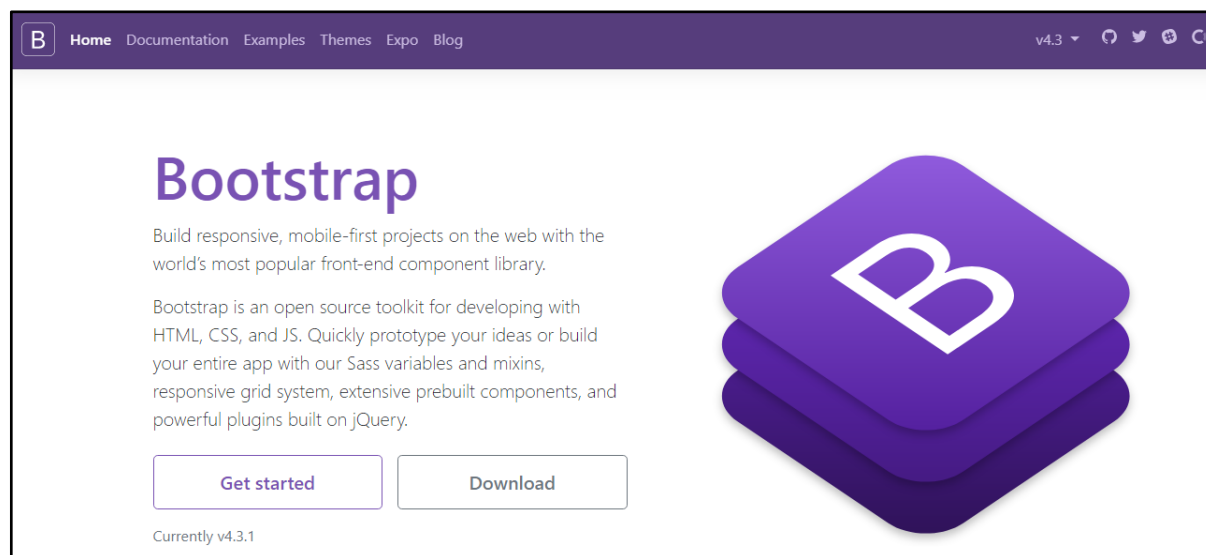 B Home Documentation Examples Themes Expo Blog v4.3
Bootstrap
Build responsive, mobile-first projects on the web with the
world's most popular front-end component library.
Bootstrap is an open source toolkit for developing with
HTML, CSS, and JS. Quickly prototype your ideas or build
your entire app with our Sass variables and mixins,
responsive grid system, extensive prebuilt components, and
powerful plugins built on jQuery.
Get started Download
Currently v4.3.1
B